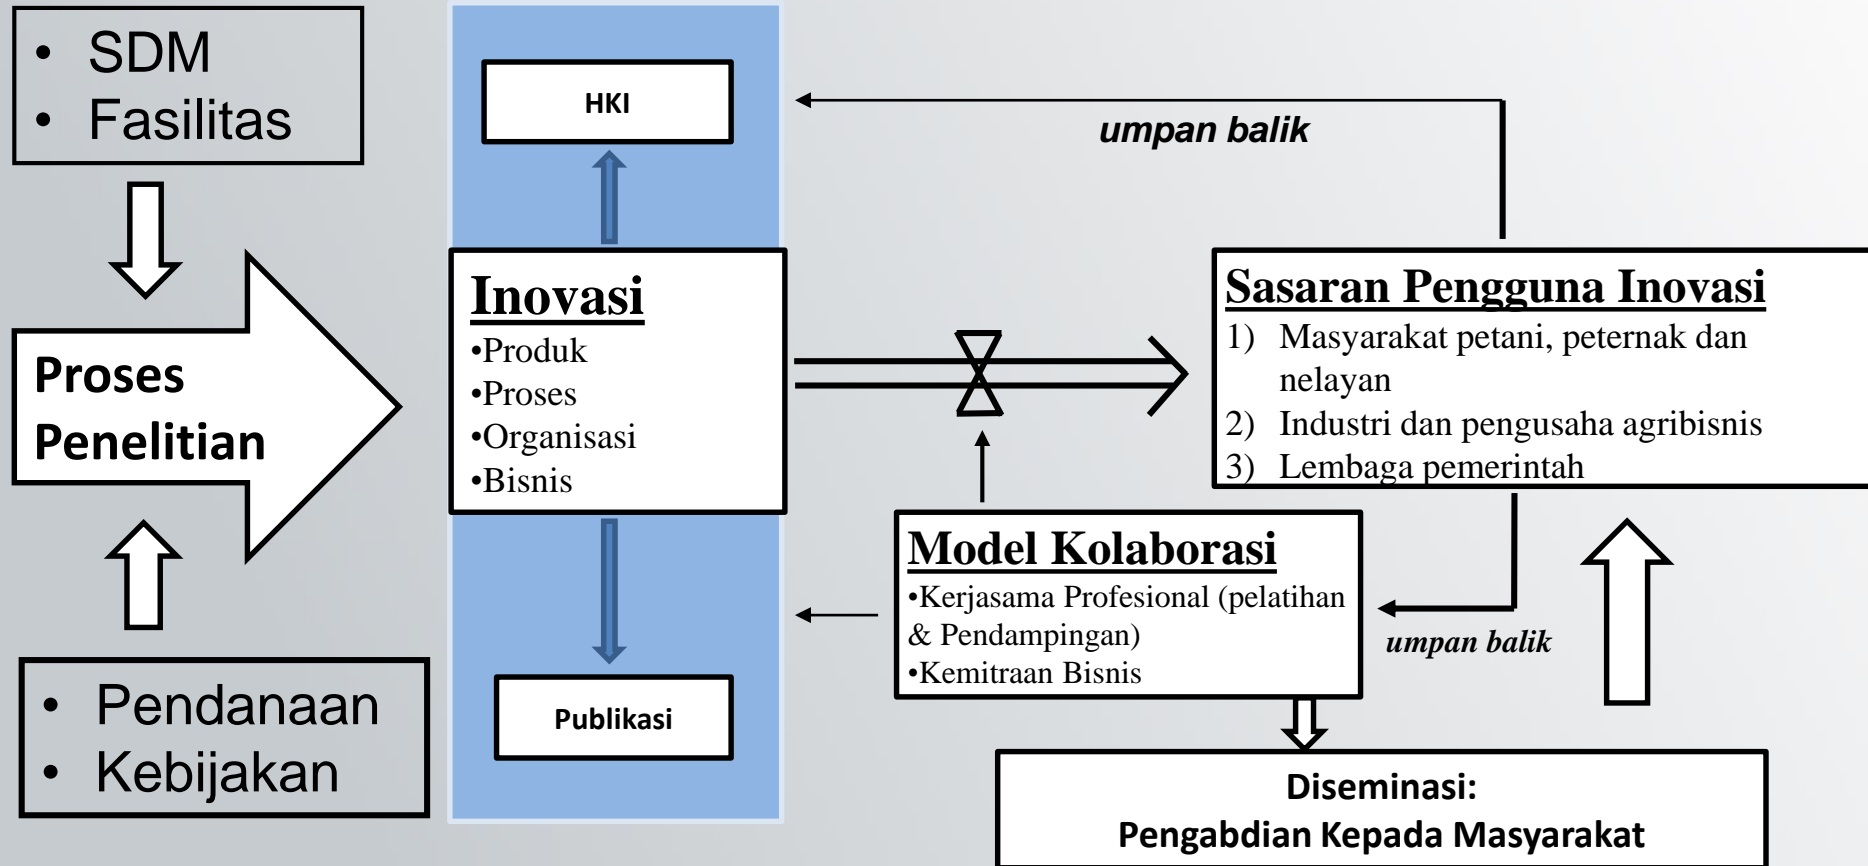 • SDM
• Fasilitas
Proses
Penelitian
• Pendanaan
• Kebijakan
HKI
Inovasi
•Produk
•Proses
•Organisasi
•Bisnis
Publikasi
umpan balik
Sasaran Pengguna Inovasi
1) Masyarakat petani, peternak dan
nelayan
2) Industri dan pengusaha agribisnis
3) Lembaga pemerintah
Model Kolaborasi
•Kerjasama Profesional (pelatihan
& Pendampingan)
•Kemitraan Bisnis
umpan balik
Diseminasi:
Pengabdian Kepada Masyarakat